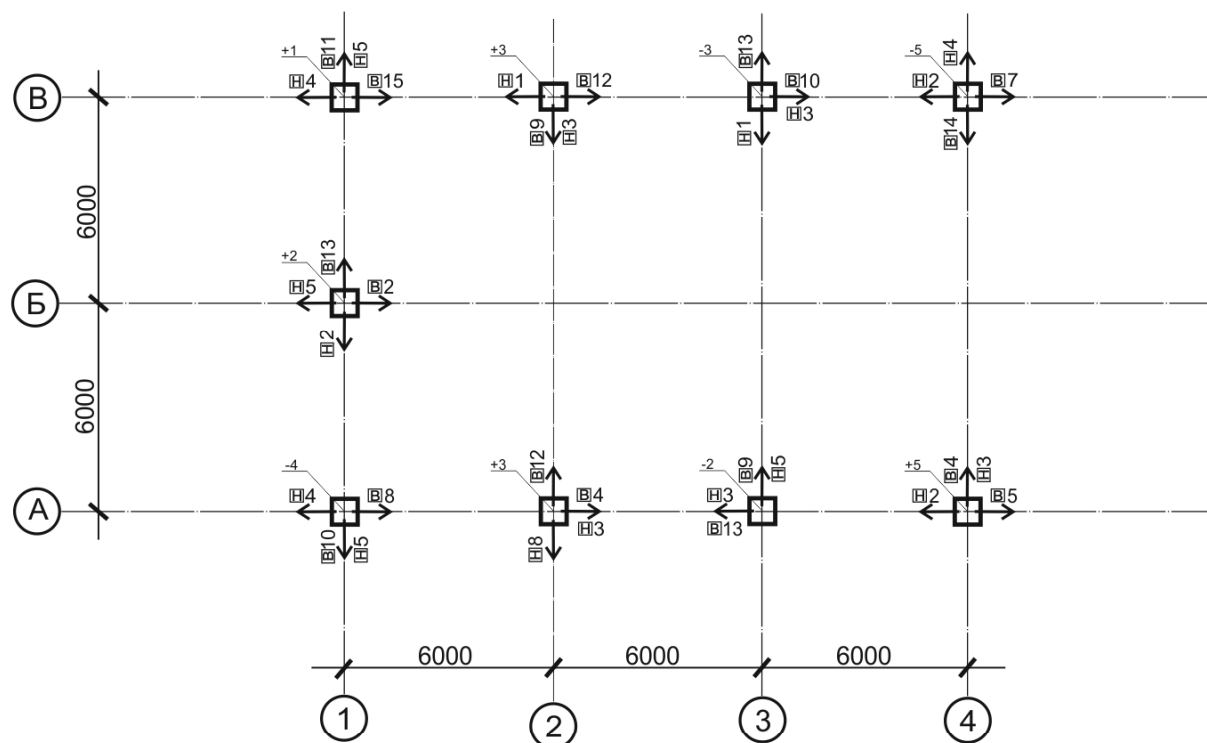 +1 В11 Н5 +3 -3 В13 -5 Н4
В Н4 В15 Н1 В12 В10 Н2 В7
В9 Н3 Н1 Н3 В14
6000
+2 В13
Б Н5 В2
Н2
6000
-4 +3 В12 -2 В9 Н5 +5 В4 Н3
А Н4 В8 В4 Н3 Н2 В5
В10 Н5 Н8 Н3 В13
6000 6000 6000
1 2 3 4